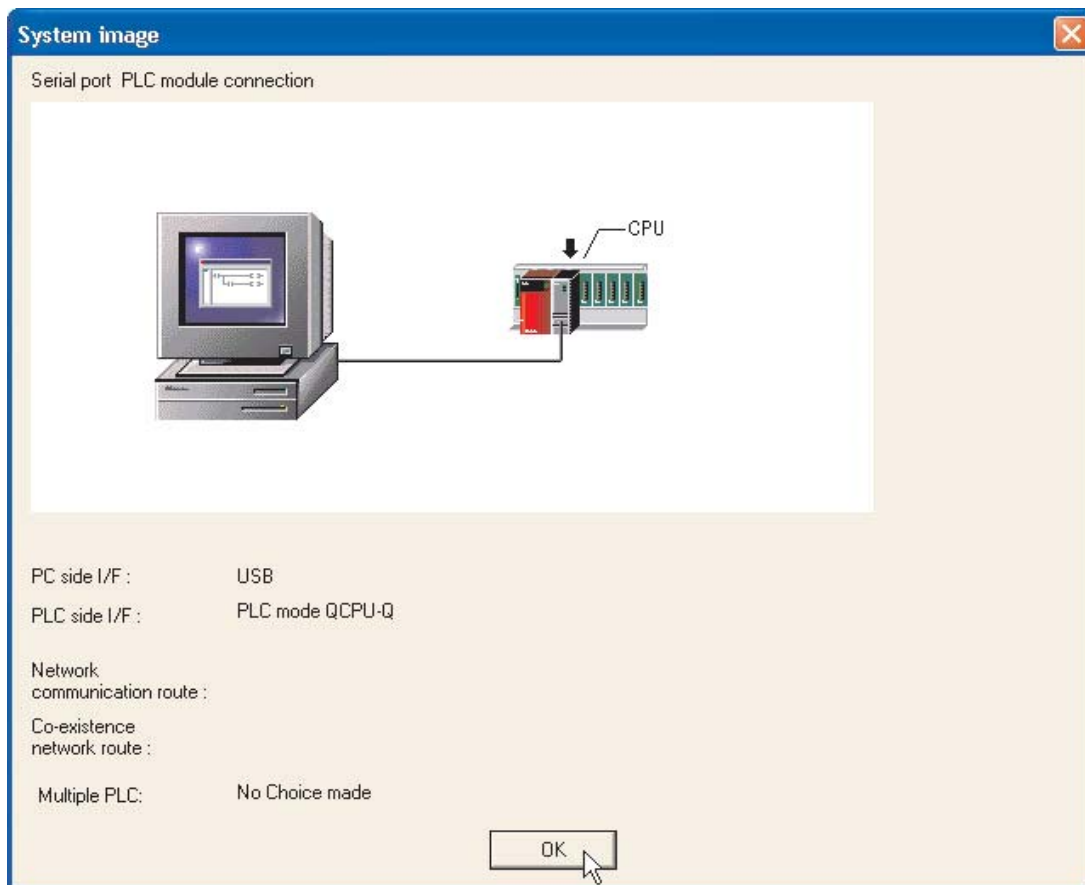 System image
Serial port PLC module connection
CPU
PC side I/F : USB
PLC side I/F : PLC mode QCPU-Q
Network
communication route :
Co-existence
network route :
Multiple PLC: No Choice made
OK